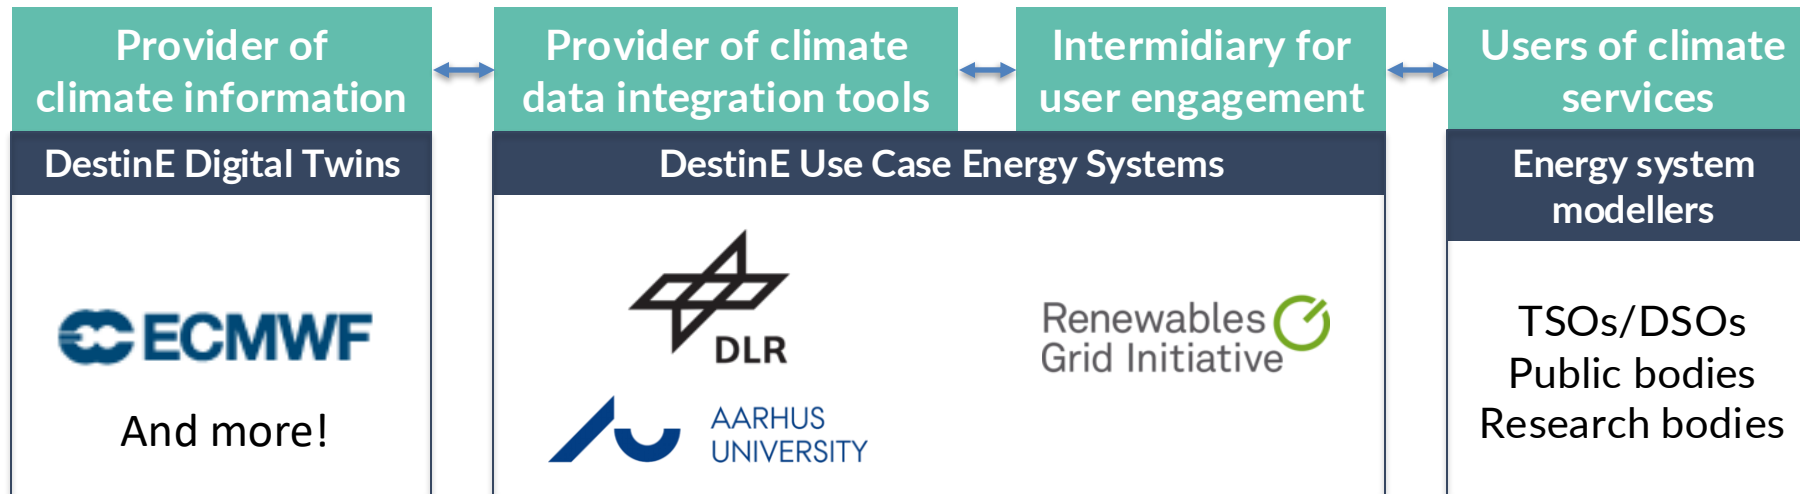 Provider of
climate information
Provider of climate
data integration tools
Intermidiary for
user engagement
Users of climate
services
DestinE Digital Twins
DestinE Use Case Energy Systems
Energy system
modellers
ECMWF
And more!
DLR
AARHUS
UNIVERSITY
Renewables
Grid Initiative
TSOs/DSOs
Public bodies
Research bodies